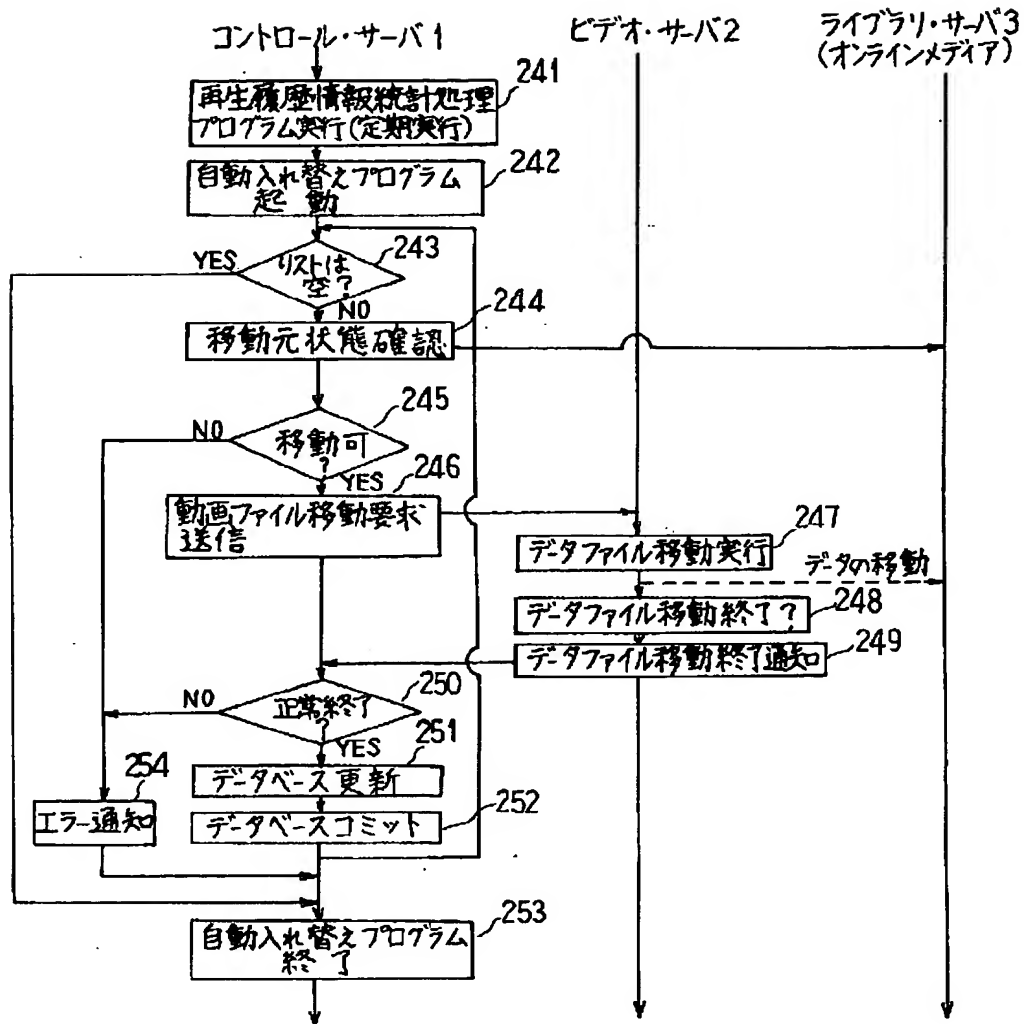 コントロール・サーバ1
ビデオ・サーバ2
ライブラリ・サーバ3
(オンラインメディア)
241
再生履歴情報統計処理
プログラム実行(定期実行)
242
自動入れ替えプログラム
起動
243
YES
リストは
空?
NO
244
移動元状態確認
245
NO
移動可
?
YES
246
動画ファイル移動要求
送信
247
データファイル移動実行
データの移動
248
データファイル移動終了?
249
データファイル移動終了通知
250
NO
正常終了
?
YES
251
データベース更新
254
エラー通知
252
データベースコミット
253
自動入れ替えプログラム
終了